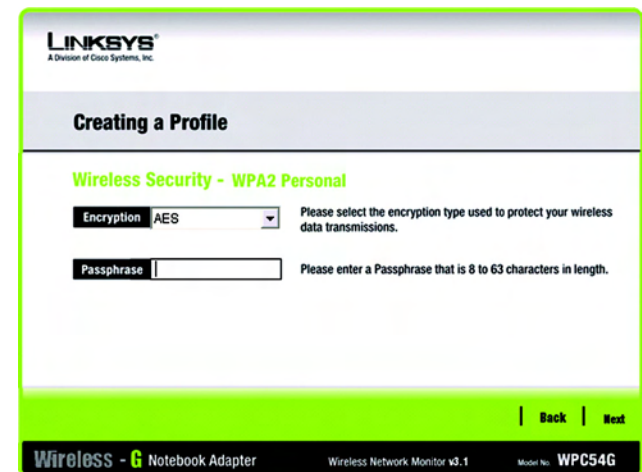 LINKSYS®
A Division of Cisco Systems, Inc.
Creating a Profile
Wireless Security - WPA2 Personal
Encryption AES Please select the encryption type used to protect your wireless
data transmissions.
Passphrase Please enter a Passphrase that is 8 to 63 characters in length.
Back Next
Wireless - G Notebook Adapter Wireless Network Monitor v3.1 Model No. WPC54G